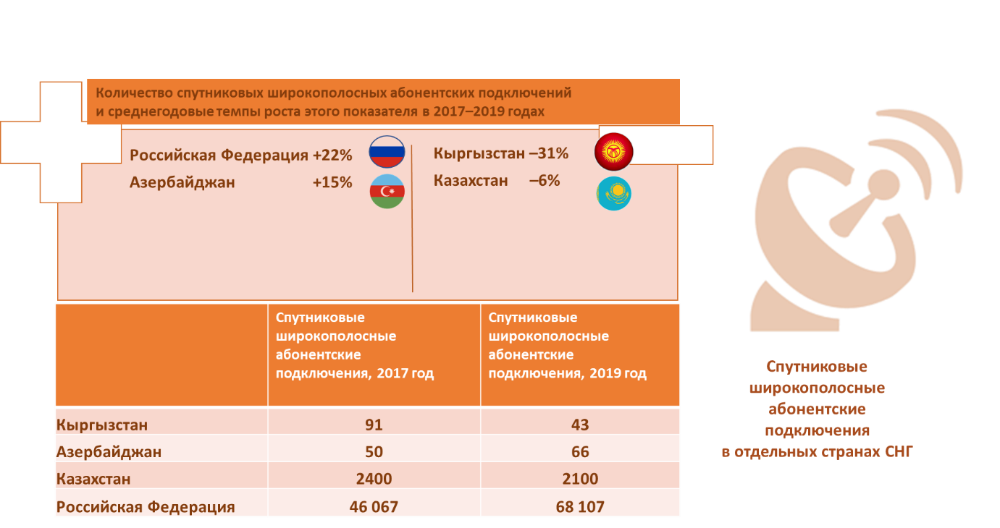 Количество спутниковых широкополосных абонентских подключений
и среднегодовые темпы роста этого показателя в 2017–2019 годах
Российская Федерация +22%
Азербайджан +15%
Кыргызстан –31%
Казахстан –6%
Спутниковые
широкополосные
абонентские
подключения, 2017 год
Спутниковые
широкополосные
абонентские
подключения, 2019 год
Кыргызстан 91 43
Азербайджан 50 66
Казахстан 2400 2100
Российская Федерация 46 067 68 107
Спутниковые
широкополосные
абонентские
подключения
в отдельных странах СНГ